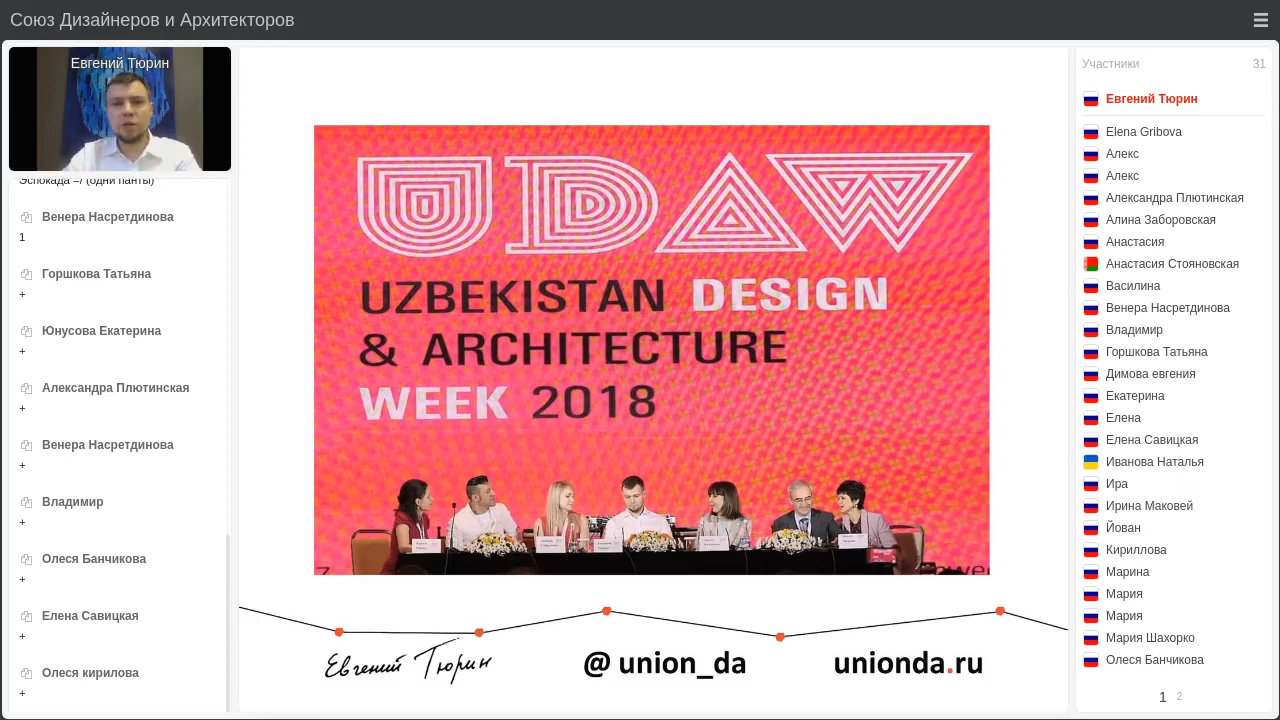 Союз Дизайнеров и Архитекторов
Евгений Тюрин
Эспокада =/ (одни панты)
Венера Насретдинова
1
Горшкова Татьяна
+
Юнусова Екатерина
+
Александра Плютинская
+
Венера Насретдинова
+
Владимир
+
Олеся Банчикова
+
Елена Савицкая
+
Олеся кирилова
+
UDAW
UZBEKISTAN DESIGN
& ARCHITECTURE
WEEK 2018
Евгений Тюрин
@ union_da
unionda.ru
Участники 31
Евгений Тюрин
Elena Gribova
Алекс
Алекс
Александра Плютинская
Алина Заборовская
Анастасия
Анастасия Стояновская
Василина
Венера Насретдинова
Владимир
Горшкова Татьяна
Димова евгения
Екатерина
Елена
Елена Савицкая
Иванова Наталья
Ира
Ирина Маковей
Йован
Кириллова
Марина
Мария
Мария
Мария Шахорко
Олеся Банчикова
1 2